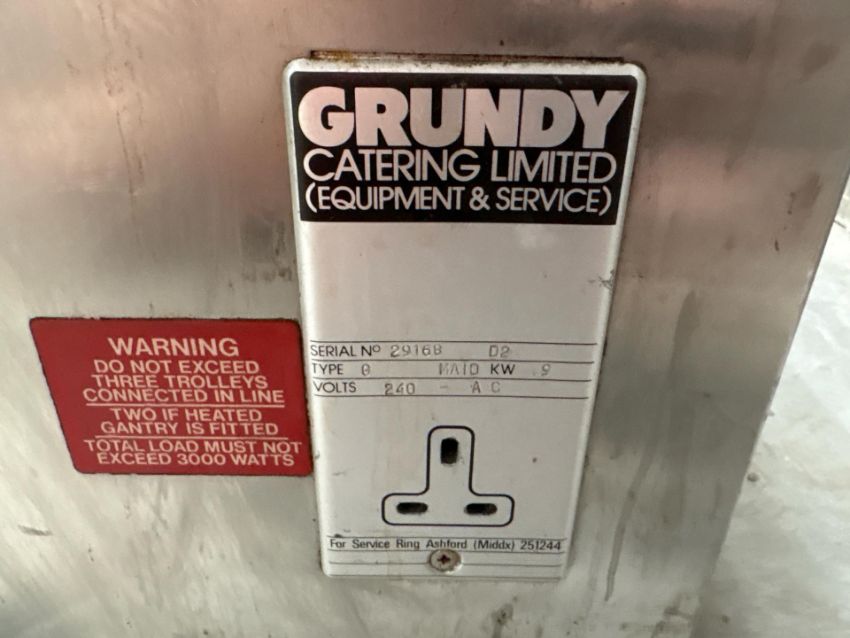 GRUNDY
CATERING LIMITED
(EQUIPMENT & SERVICE)
SERIAL Nº 29168 D2
TYPE MAID KW .9
VOLTS 240 - AC
For Service Ring Ashford (Middx) 251244
WARNING
DO NOT EXCEED
THREE TROLLEYS
CONNECTED IN LINE
TWO IF HEATED
GANTRY IS FITTED
TOTAL LOAD MUST NOT
EXCEED 3000 WATTS